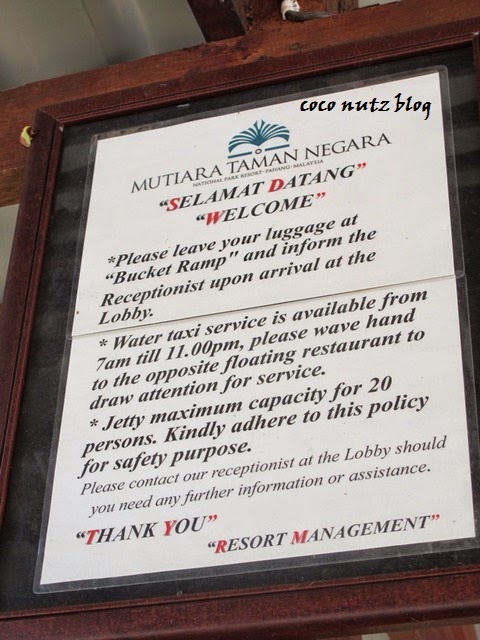 coco nutz blog
MUTIARA TAMAN NEGARA
NATIONAL PARK RESORT-PAHANG-MALAYSIA
“SELAMAT DATANG”
“WELCOME”
*Please leave your luggage at
“Bucket Ramp" and inform the
Receptionist upon arrival at the
Lobby.
* Water taxi service is available from
7am till 11.00pm, please wave hand
to the opposite floating restaurant to
draw attention for service.
* Jetty maximum capacity for 20
persons. Kindly adhere to this policy
for safety purpose.
Please contact our receptionist at the Lobby should
you need any further information or assistance.
“THANK YOU”
“RESORT MANAGEMENT”